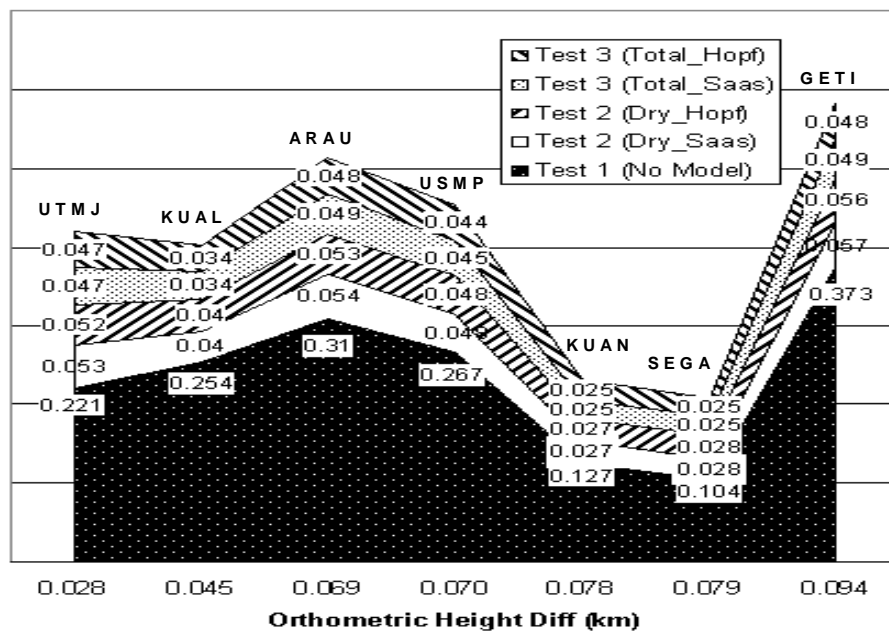 Test 3 (Total_Hopf)
Test 3 (Total_Saas)
Test 2 (Dry_Hopf)
Test 2 (Dry_Saas)
Test 1 (No Model)
UTMJ
KUAL
ARAU
USMP
KUAN
SEGA
GETI
0.047
0.047
0.052
0.053
0.221
0.034
0.034
0.04
0.04
0.254
0.048
0.049
0.053
0.054
0.31
0.044
0.045
0.048
0.049
0.267
0.025
0.025
0.027
0.027
0.127
0.025
0.025
0.028
0.028
0.104
0.048
0.049
0.056
0.057
0.373
0.028 0.045 0.069 0.070 0.078 0.079 0.094
Orthometric Height Diff (km)